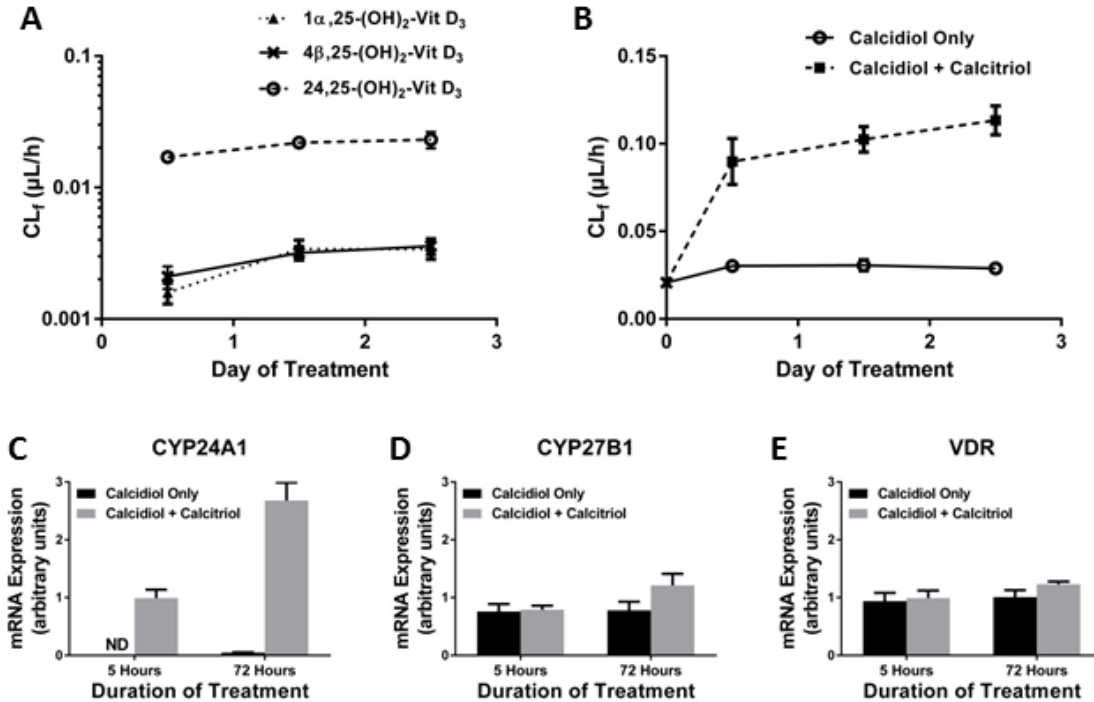 A
1α,25-(OH)₂-Vit D₃
4β,25-(OH)₂-Vit D₃
24,25-(OH)₂-Vit D₃
0.1
0.01
0.001
CLf (µL/h)
0 1 2 3
Day of Treatment
B
Calcidiol Only
Calcidiol + Calcitriol
0.15
0.10
0.05
0.00
CLf (µL/h)
0 1 2 3
Day of Treatment
C
CYP24A1
Calcidiol Only
Calcidiol + Calcitriol
3
2
1
0
mRNA Expression
(arbitrary units)
ND
5 Hours 72 Hours
Duration of Treatment
D
CYP27B1
Calcidiol Only
Calcidiol + Calcitriol
3
2
1
0
mRNA Expression
(arbitrary units)
5 Hours 72 Hours
Duration of Treatment
E
VDR
Calcidiol Only
Calcidiol + Calcitriol
3
2
1
0
mRNA Expression
(arbitrary units)
5 Hours 72 Hours
Duration of Treatment